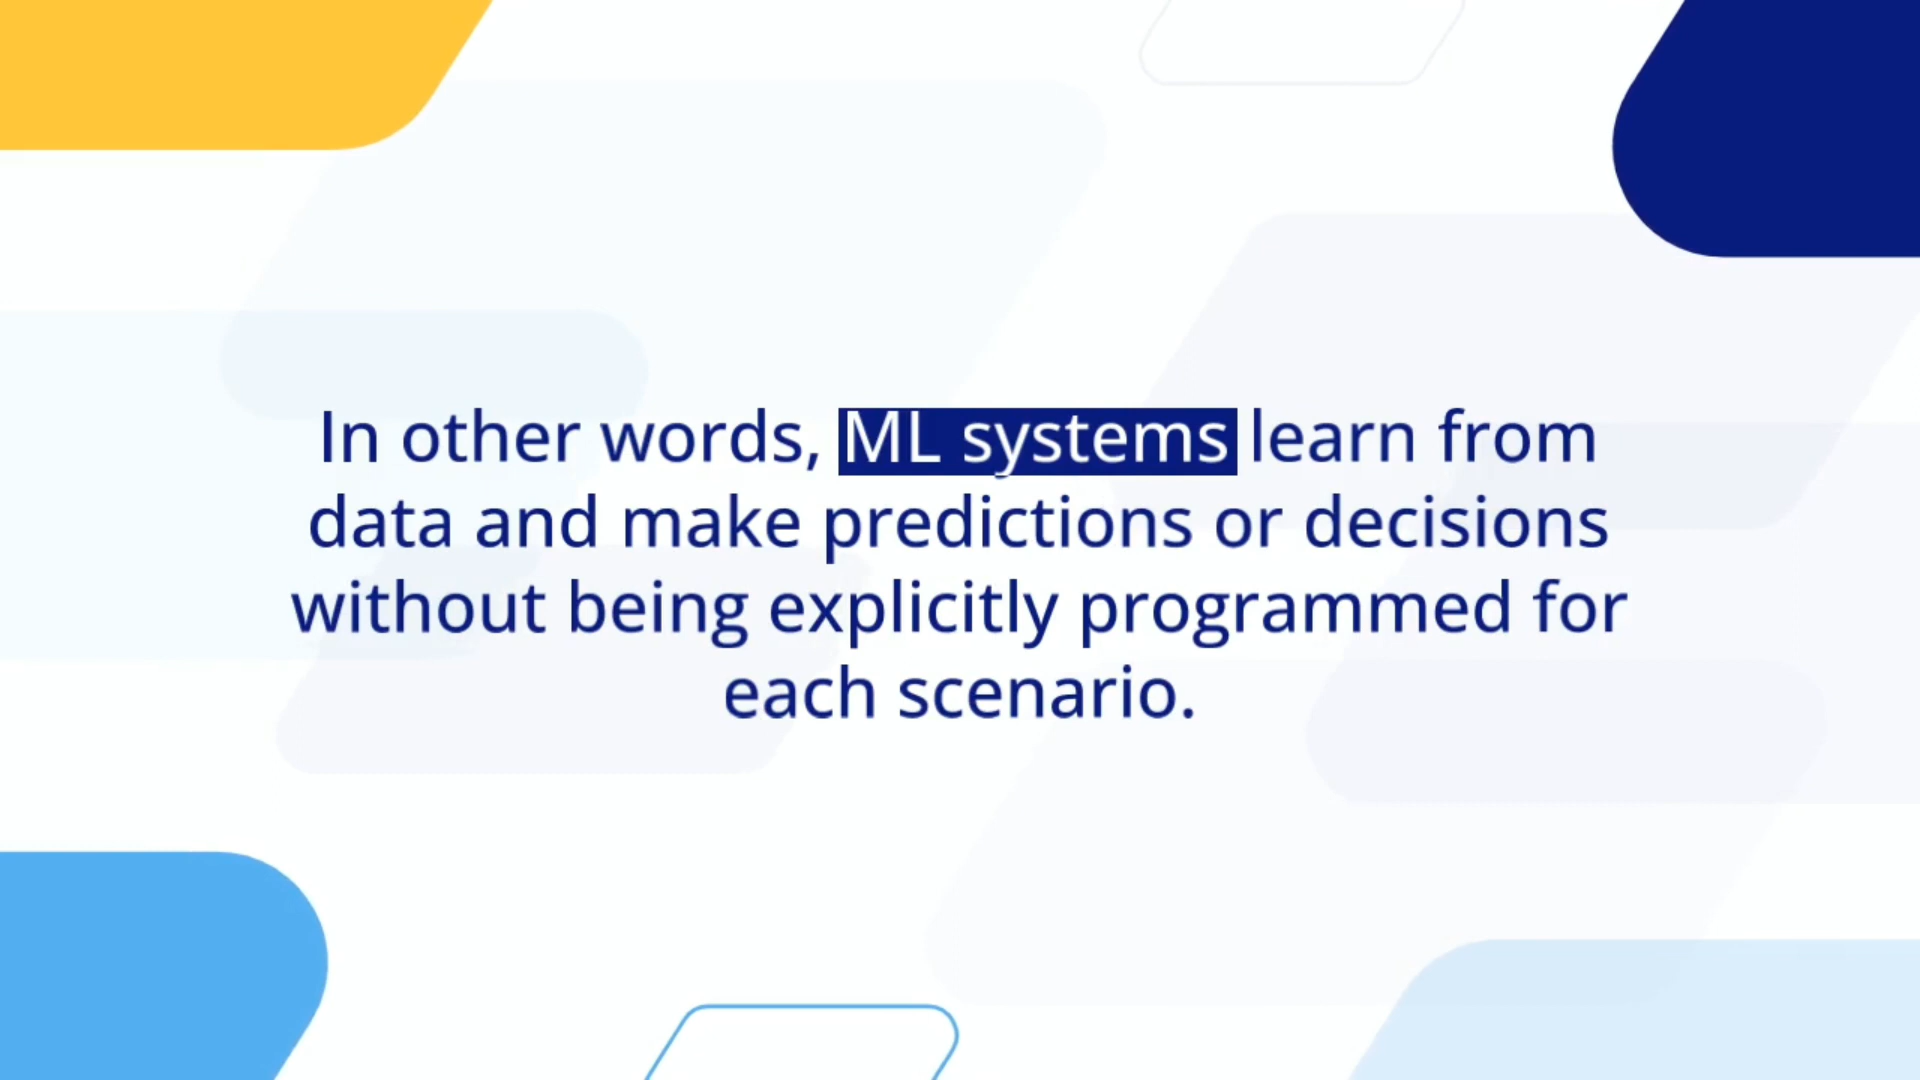 In other words, ML systems learn from
data and make predictions or decisions
without being explicitly programmed for
each scenario.